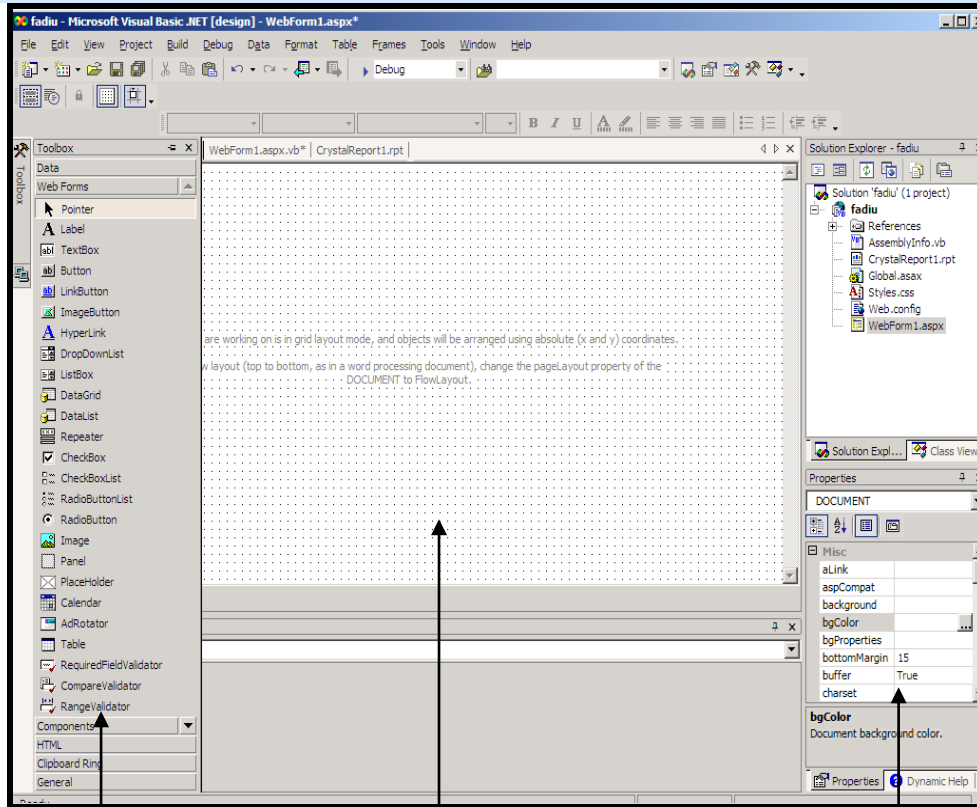 fadiu - Microsoft Visual Basic .NET [design] - WebForm1.aspx*
File Edit View Project Build Debug Data Format Table Frames Tools Window Help
Debug
B I U
Toolbox
Toolbox
Data
Web Forms
Pointer
Label
TextBox
Button
LinkButton
ImageButton
HyperLink
DropDownList
ListBox
DataGrid
DataList
Repeater
CheckBox
CheckBoxList
RadioButtonList
RadioButton
Image
Panel
PlaceHolder
Calendar
AdRotator
Table
RequiredFieldValidator
CompareValidator
RangeValidator
Components
HTML
Clipboard Ring
General
WebForm1.aspx.vb* CrystalReport1.rpt
are working on is in grid layout mode, and objects will be arranged using absolute (x and y) coordinates.
w layout (top to bottom, as in a word processing document), change the pageLayout property of the
DOCUMENT to FlowLayout.
Solution Explorer - fadiu
Solution 'fadiu' (1 project)
fadiu
References
AssemblyInfo.vb
CrystalReport1.rpt
Global.asax
Styles.css
Web.config
WebForm1.aspx
Solution Expl... Class View
Properties
DOCUMENT
Misc
aLink
aspCompat
background
bgColor ...
bgProperties
bottomMargin 15
buffer True
charset
bgColor
Document background color.
Properties Dynamic Help